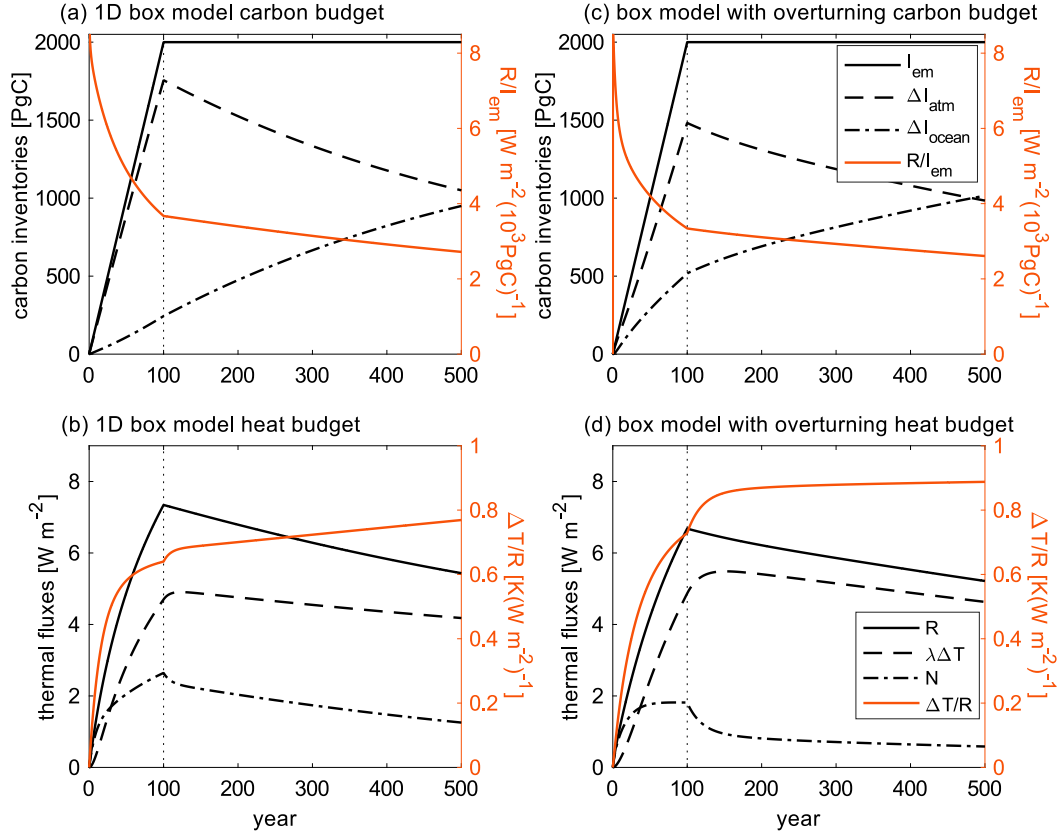 (a) 1D box model carbon budget
2000
1500
1000
500
0
carbon inventories [PgC]
0 100 200 300 400 500
8
6
4
2
0
R/I_em [W m^-2 (10^3 PgC)^-1]
(c) box model with overturning carbon budget
2000
1500
1000
500
0
carbon inventories [PgC]
I_em
ΔI_atm
ΔI_ocean
R/I_em
0 100 200 300 400 500
8
6
4
2
0
R/I_em [W m^-2 (10^3 PgC)^-1]
(b) 1D box model heat budget
8
6
4
2
0
thermal fluxes [W m^-2]
0 100 200 300 400 500
year
1
0.8
0.6
0.4
0.2
0
ΔT/R [K(W m^-2)^-1]
(d) box model with overturning heat budget
8
6
4
2
0
thermal fluxes [W m^-2]
R
λΔT
N
ΔT/R
0 100 200 300 400 500
year
1
0.8
0.6
0.4
0.2
0
ΔT/R [K(W m^-2)^-1]